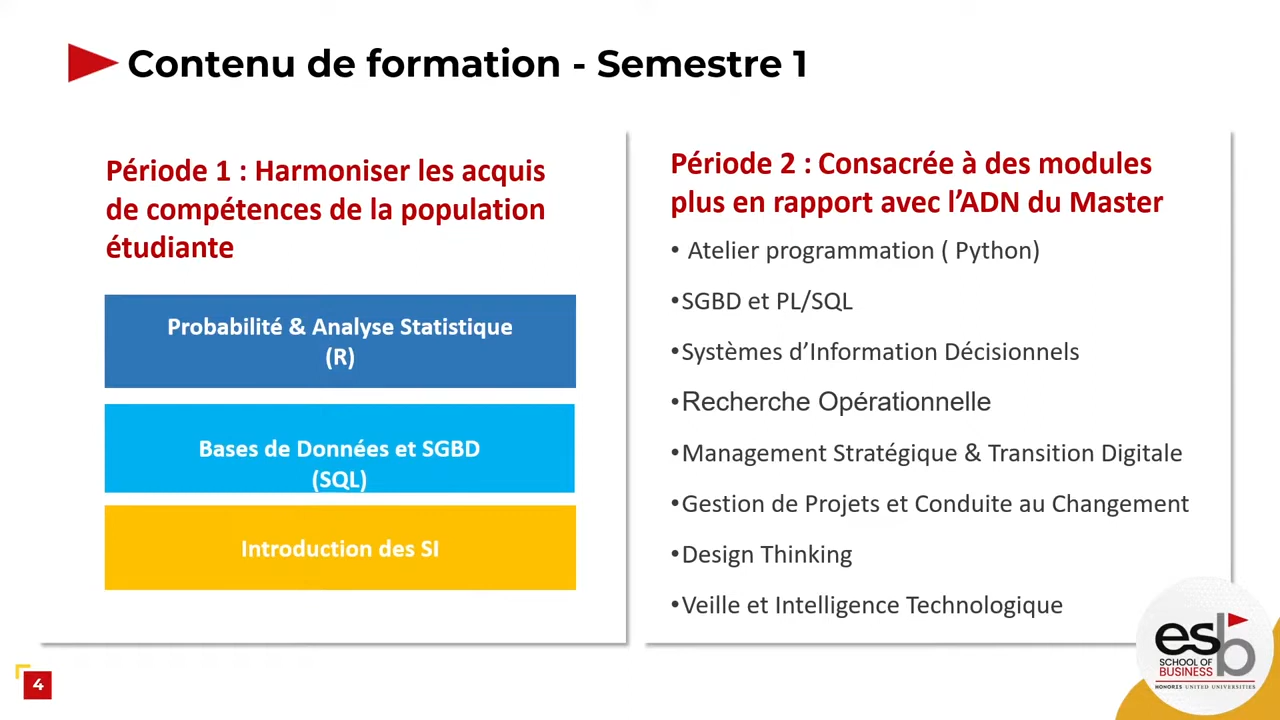 Contenu de formation - Semestre 1
Période 1 : Harmoniser les acquis
de compétences de la population
étudiante
Probabilité & Analyse Statistique
(R)
Bases de Données et SGBD
(SQL)
Introduction des SI
Période 2 : Consacrée à des modules
plus en rapport avec l’ADN du Master
• Atelier programmation ( Python)
•SGBD et PL/SQL
•Systèmes d’Information Décisionnels
•Recherche Opérationnelle
•Management Stratégique & Transition Digitale
•Gestion de Projets et Conduite au Changement
•Design Thinking
•Veille et Intelligence Technologique
4
esb
SCHOOL OF
BUSINESS
HONORIS UNITED UNIVERSITIES